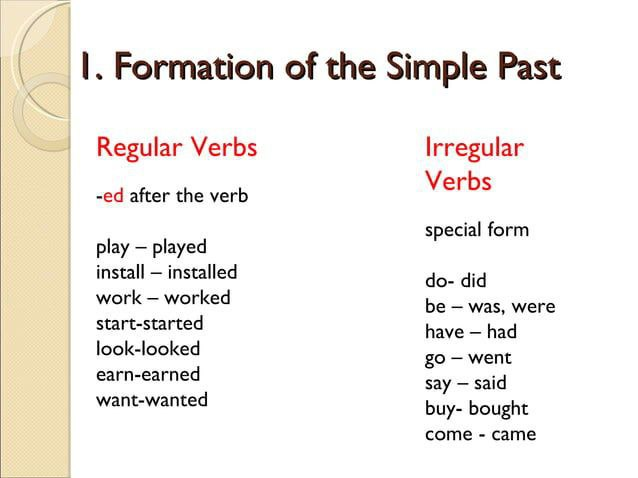 1. Formation of the Simple Past
Regular Verbs
-ed after the verb
play – played
install – installed
work – worked
start-started
look-looked
earn-earned
want-wanted
Irregular
Verbs
special form
do- did
be – was, were
have – had
go – went
say – said
buy- bought
come - came